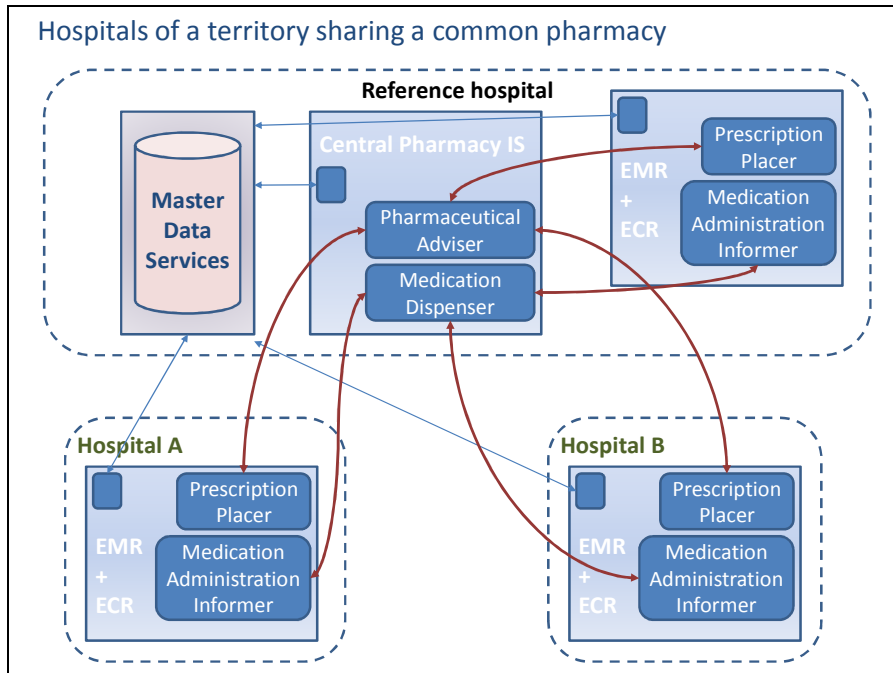 Hospitals of a territory sharing a common pharmacy
Reference hospital
Master
Data
Services
Central Pharmacy IS
Pharmaceutical
Adviser
Medication
Dispenser
EMR
+
ECR
Prescription
Placer
Medication
Administration
Informer
Hospital A
EMR
+
ECR
Prescription
Placer
Medication
Administration
Informer
Hospital B
EMR
+
ECR
Prescription
Placer
Medication
Administration
Informer